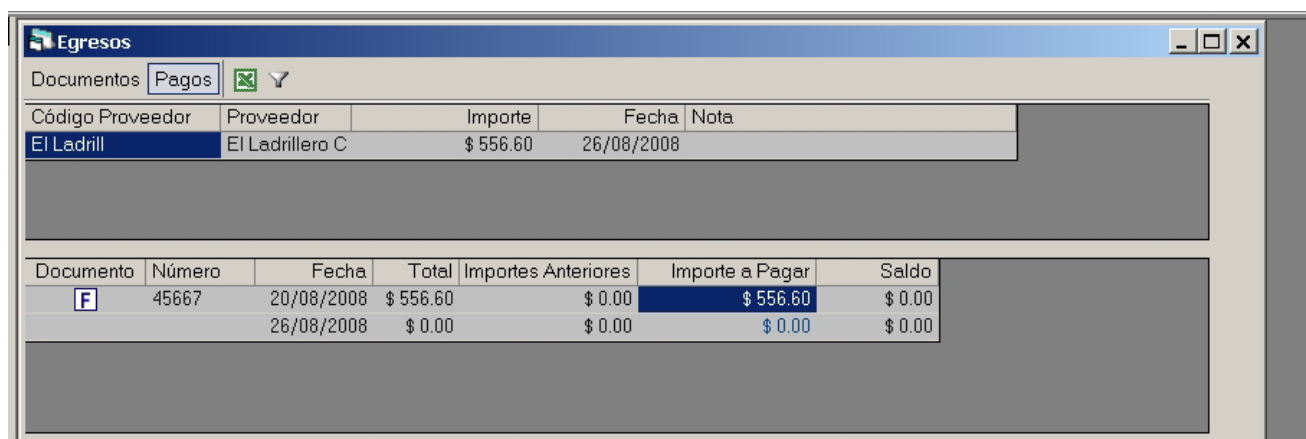 Egresos
Documentos Pagos
Código Proveedor Proveedor Importe Fecha Nota
El Ladrill El Ladrillero C $ 556.60 26/08/2008
Documento Número Fecha Total Importes Anteriores Importe a Pagar Saldo
F 45667 20/08/2008 $ 556.60 $ 0.00 $ 556.60 $ 0.00
26/08/2008 $ 0.00 $ 0.00 $ 0.00 $ 0.00